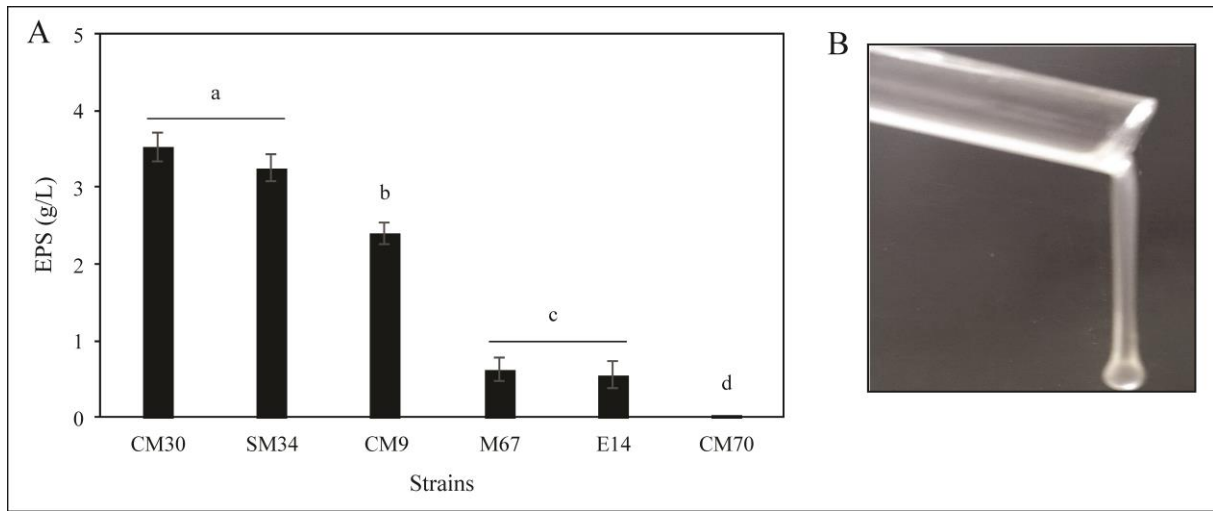 A
B
5
4
3
2
1
0
EPS (g/L)
a
b
c
d
CM30 SM34 CM9 M67 E14 CM70
Strains